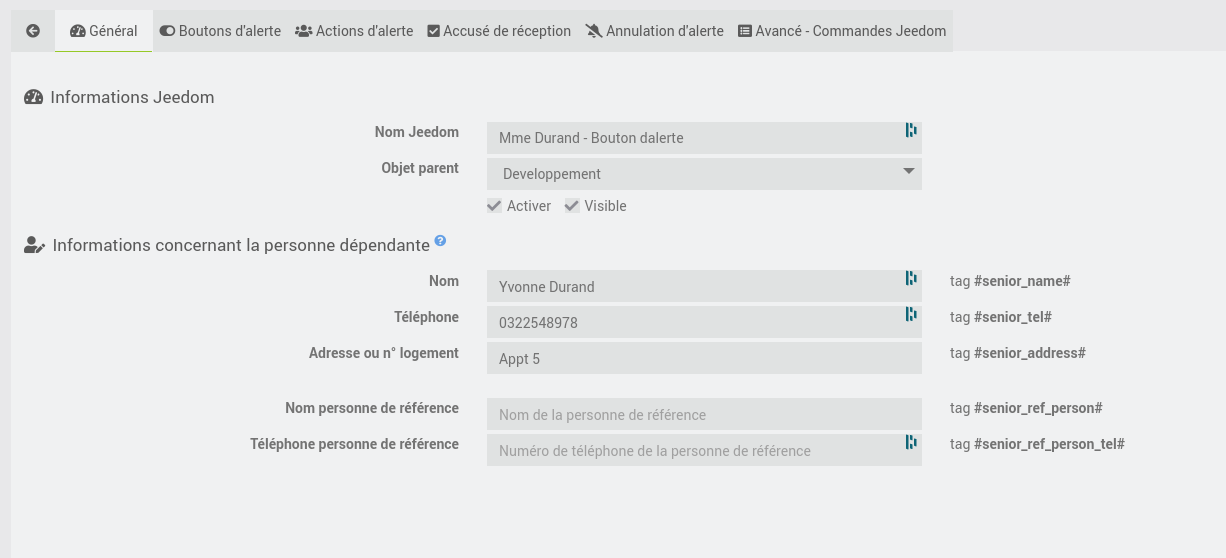 Général Boutons d'alerte Actions d'alerte Accusé de réception Annulation d'alerte Avancé - Commandes Jeedom
Informations Jeedom
Nom Jeedom Mme Durand - Bouton dalerte
Objet parent Developpement
Activer Visible
Informations concernant la personne dépendante ?
Nom Yvonne Durand tag #senior_name#
Téléphone 0322548978 tag #senior_tel#
Adresse ou n° logement Appt 5 tag #senior_address#
Nom personne de référence Nom de la personne de référence tag #senior_ref_person#
Téléphone personne de référence Numéro de téléphone de la personne de référence tag #senior_ref_person_tel#